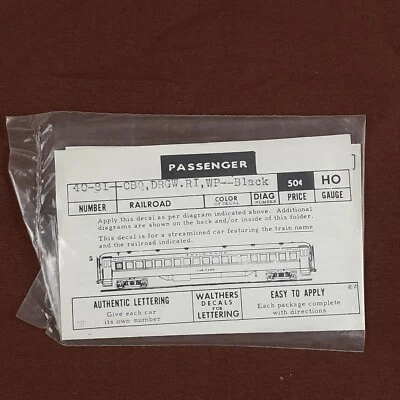 PASSENGER
40-31--CBQ,DRGW.RI,WP--Black 50¢ HO
NUMBER RAILROAD COLOR OF DECAL DIAG NUMBER PRICE GAUGE
Apply this decal as per diagram indicated above. Additional
diagrams are shown on the back and/or in inside of this folder.
This decal is for a streamlined car featuring the train name
and the railroad indicated.
5
AUTHENTIC LETTERING
Give each car
its own number
WALTHERS
DECALS
FOR
LETTERING
EASY TO APPLY
Each package complete
with directions